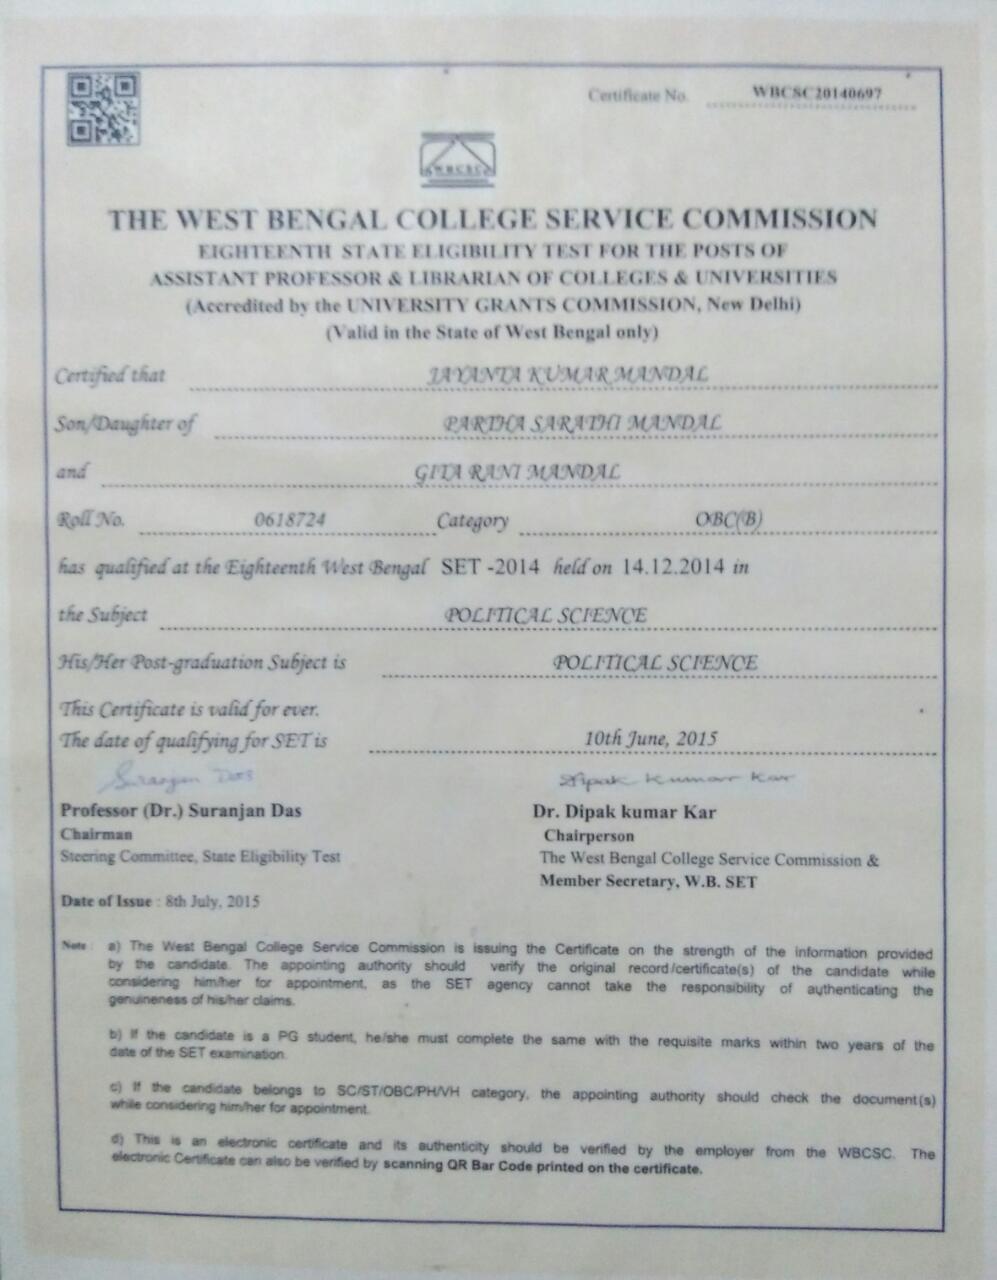 Certificate No. WBCSC20140697
WBCSC
THE WEST BENGAL COLLEGE SERVICE COMMISSION
EIGHTEENTH STATE ELIGIBILITY TEST FOR THE POSTS OF
ASSISTANT PROFESSOR & LIBRARIAN OF COLLEGES & UNIVERSITIES
(Accredited by the UNIVERSITY GRANTS COMMISSION, New Delhi)
(Valid in the State of West Bengal only)
Certified that JAYANTA KUMAR MANDAL
Son/Daughter of PARTHA SARATHI MANDAL
and GITA RANI MANDAL
Roll No. 0618724 Category OBC(B)
has qualified at the Eighteenth West Bengal SET -2014 held on 14.12.2014 in
the Subject POLITICAL SCIENCE
His/Her Post-graduation Subject is POLITICAL SCIENCE
This Certificate is valid for ever.
The date of qualifying for SET is 10th June, 2015
Suranjan Das Dipak Kumar Kar
Professor (Dr.) Suranjan Das Dr. Dipak kumar Kar
Chairman Chairperson
Steering Committee, State Eligibility Test The West Bengal College Service Commission &
Member Secretary, W.B. SET
Date of Issue : 8th July, 2015
Note : a) The West Bengal College Service Commission is issuing the Certificate on the strength of the information provided
by the candidate. The appointing authority should verify the original record/certificate(s) of the candidate while
considering him/her for appointment, as the SET agency cannot take the responsibility of authenticating the
genuineness of his/her claims.
b) If the candidate is a PG student, he/she must complete the same with the requisite marks within two years of the
date of the SET examination.
c) If the candidate belongs to SC/ST/OBC/PH/VH category, the appointing authority should check the document(s)
while considering him/her for appointment.
d) This is an electronic certificate and its authenticity should be verified by the employer from the WBCSC. The
electronic Certificate can also be verified by scanning QR Bar Code printed on the certificate.